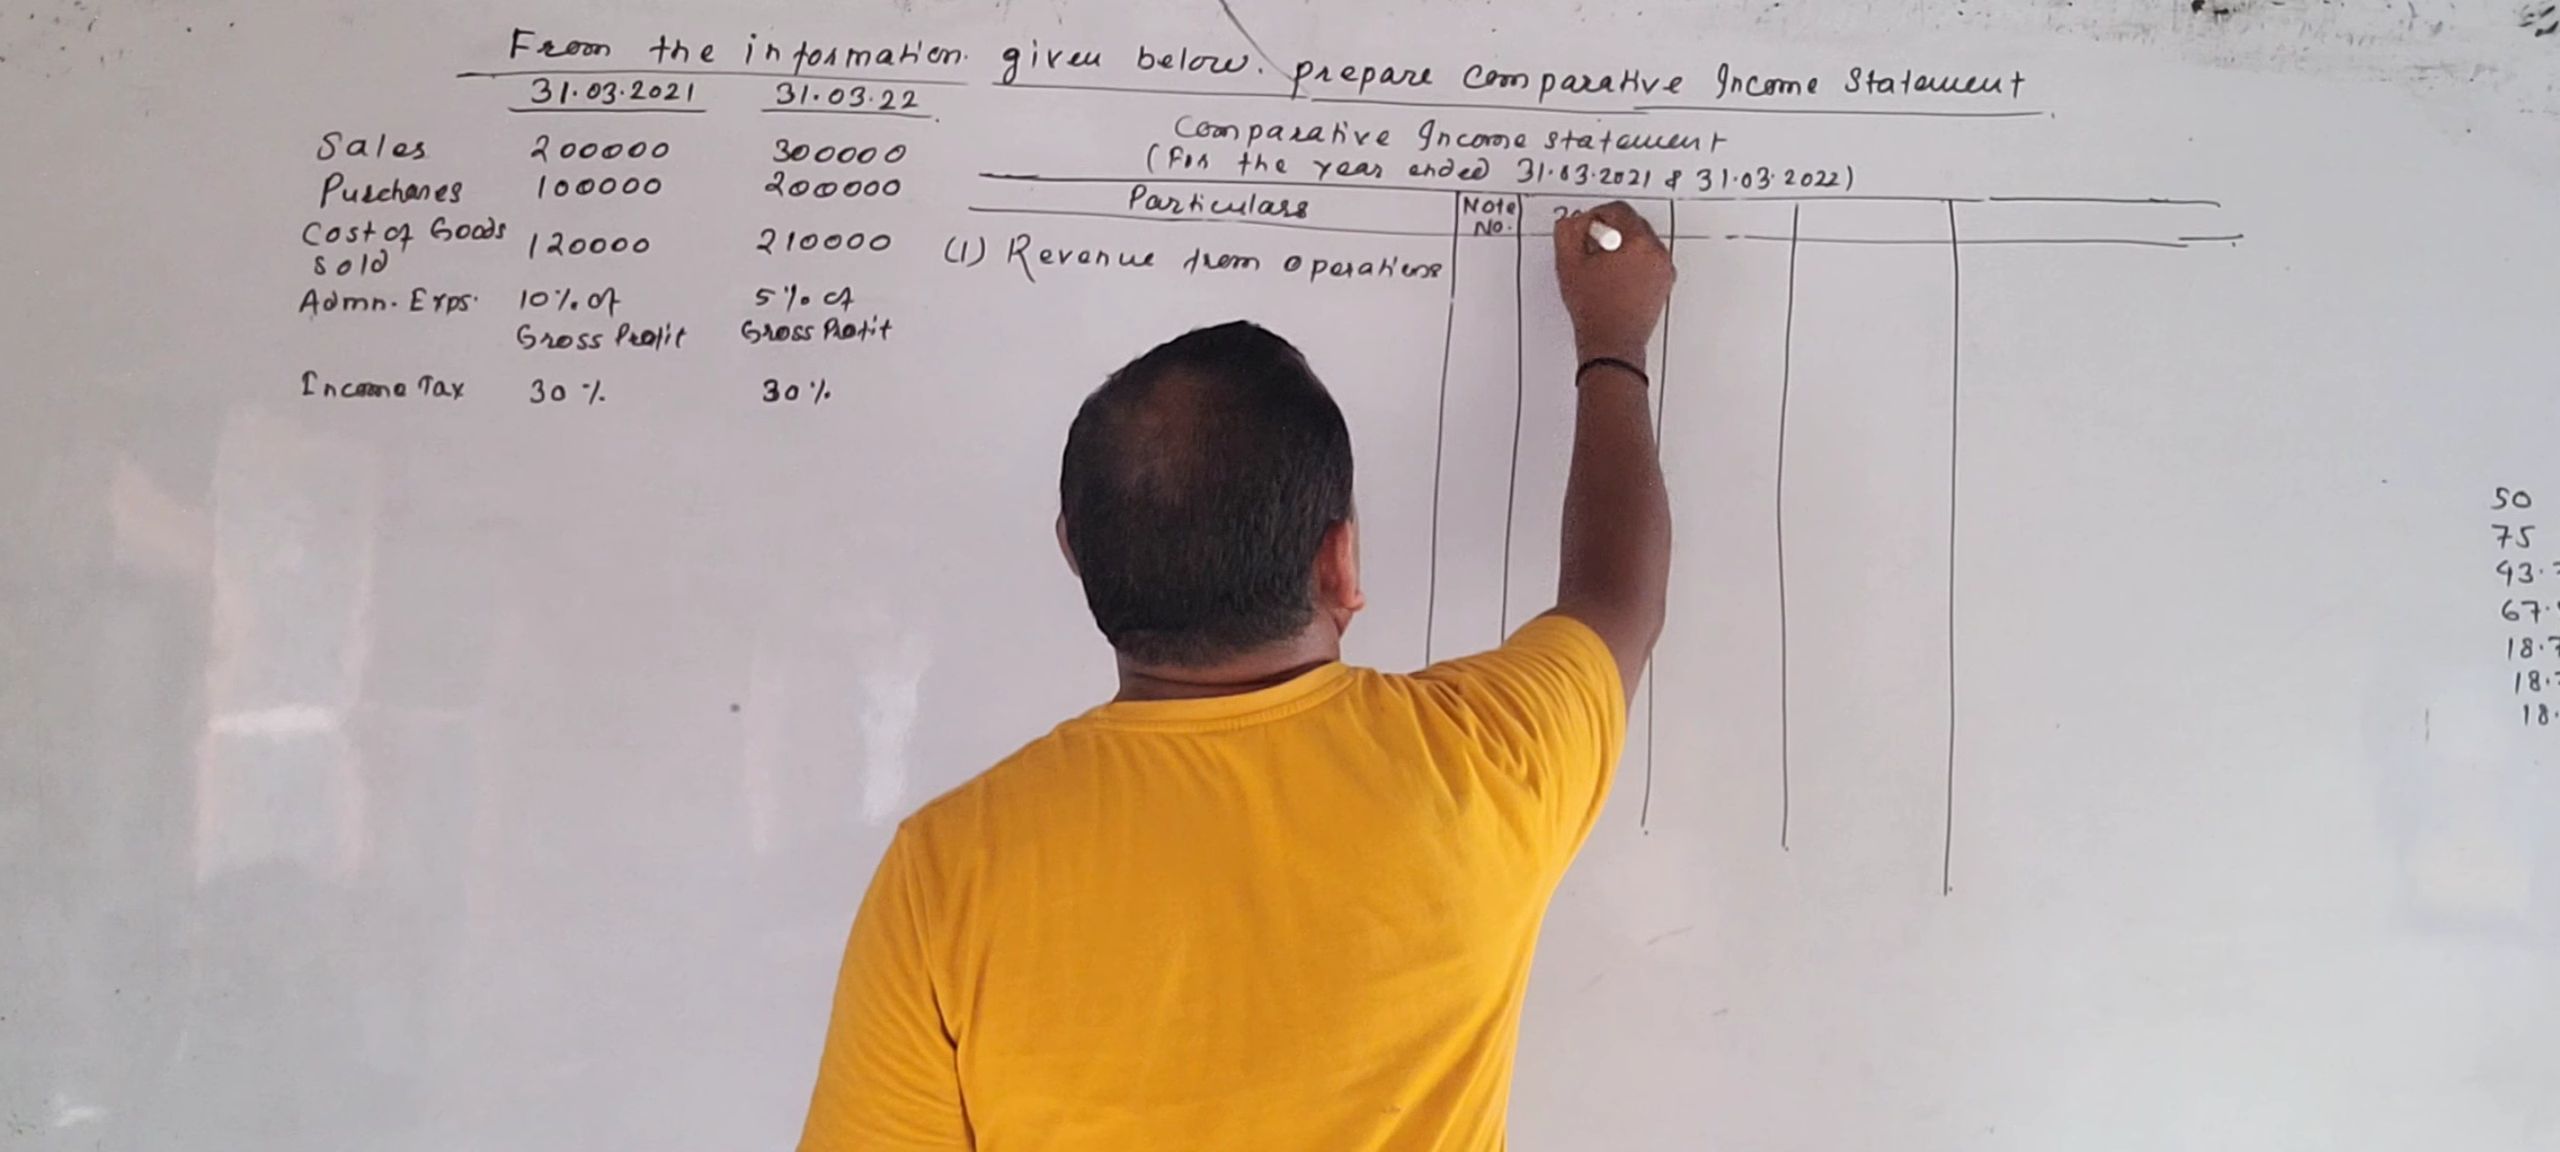 From the information given below. Prepare Comparative Income Statement
31.03.2021 31.03.22
Sales 200000 300000
Purchases 100000 200000
Cost of Goods Sold 120000 210000
Admn. Exps. 10% of Gross Profit 5% of Gross Profit
Income Tax 30% 30%
Comparative Income Statement
(For the year ended 31.03.2021 & 31.03.2022)
Particulars Note No.
(1) Revenue from operations
50
75
18.